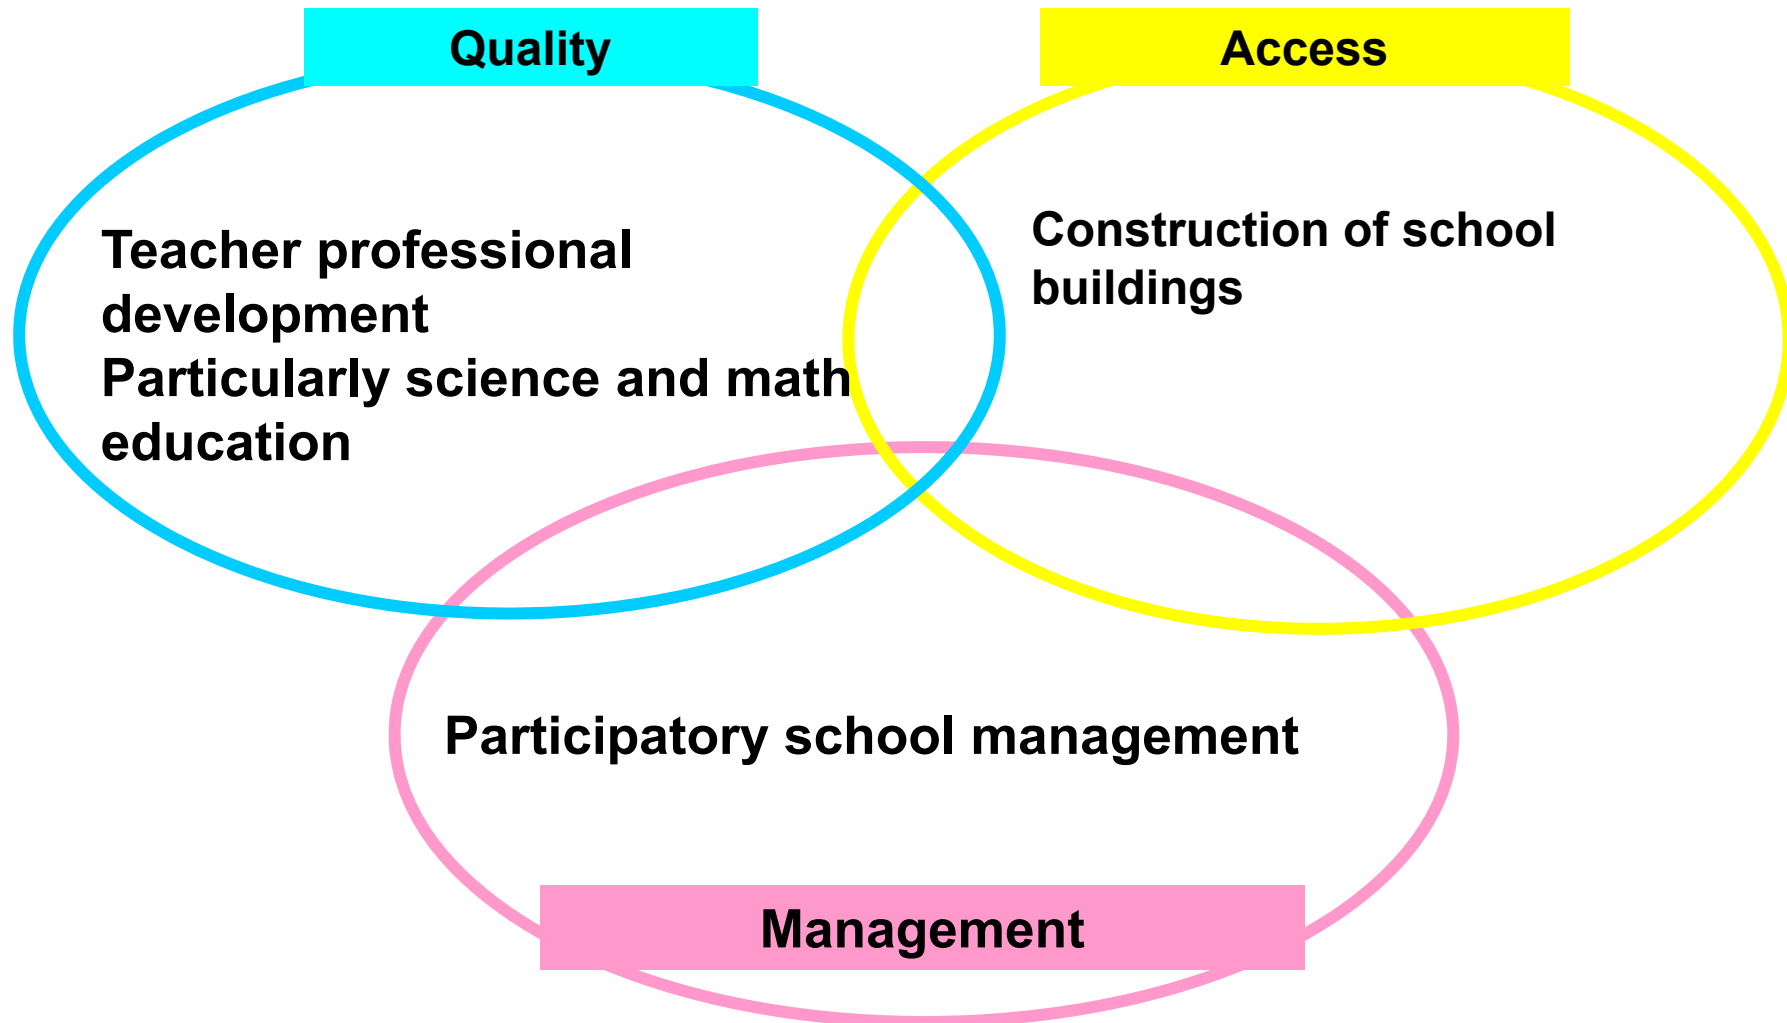 Quality
Access
Teacher professional
development
Particularly science and math
education
Construction of school
buildings
Participatory school management
Management